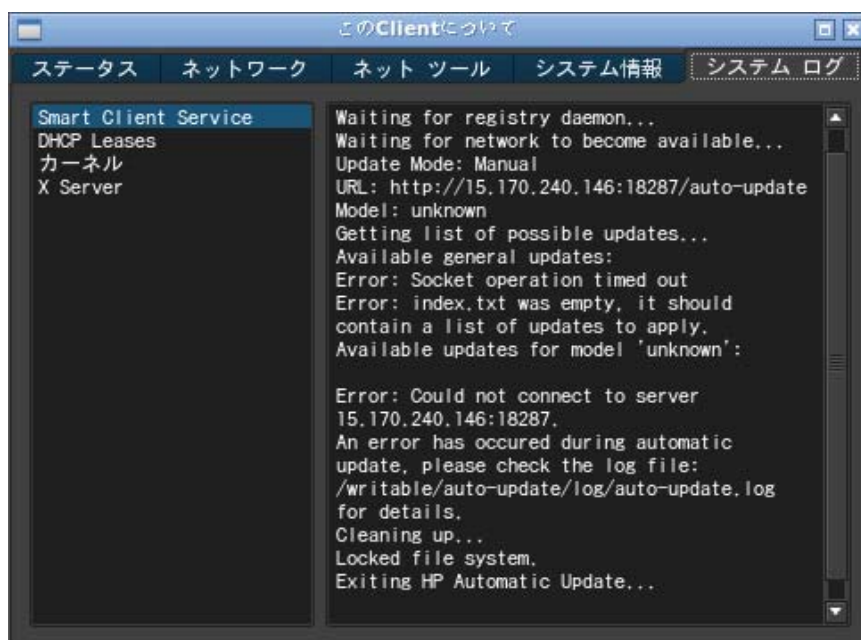 このClientについて
ステータス ネットワーク ネット ツール システム情報 システム ログ
Smart Client Service
DHCP Leases
カーネル
X Server
Waiting for registry daemon...
Waiting for network to become available...
Update Mode: Manual
URL: http://15.170.240.146:18287/auto-update
Model: unknown
Getting list of possible updates...
Available general updates:
Error: Socket operation timed out
Error: index.txt was empty, it should
contain a list of updates to apply.
Available updates for model 'unknown':
Error: Could not connect to server
15.170.240.146:18287.
An error has occured during automatic
update, please check the log file:
/writable/auto-update/log/auto-update.log
for details.
Cleaning up...
Locked file system.
Exiting HP Automatic Update...